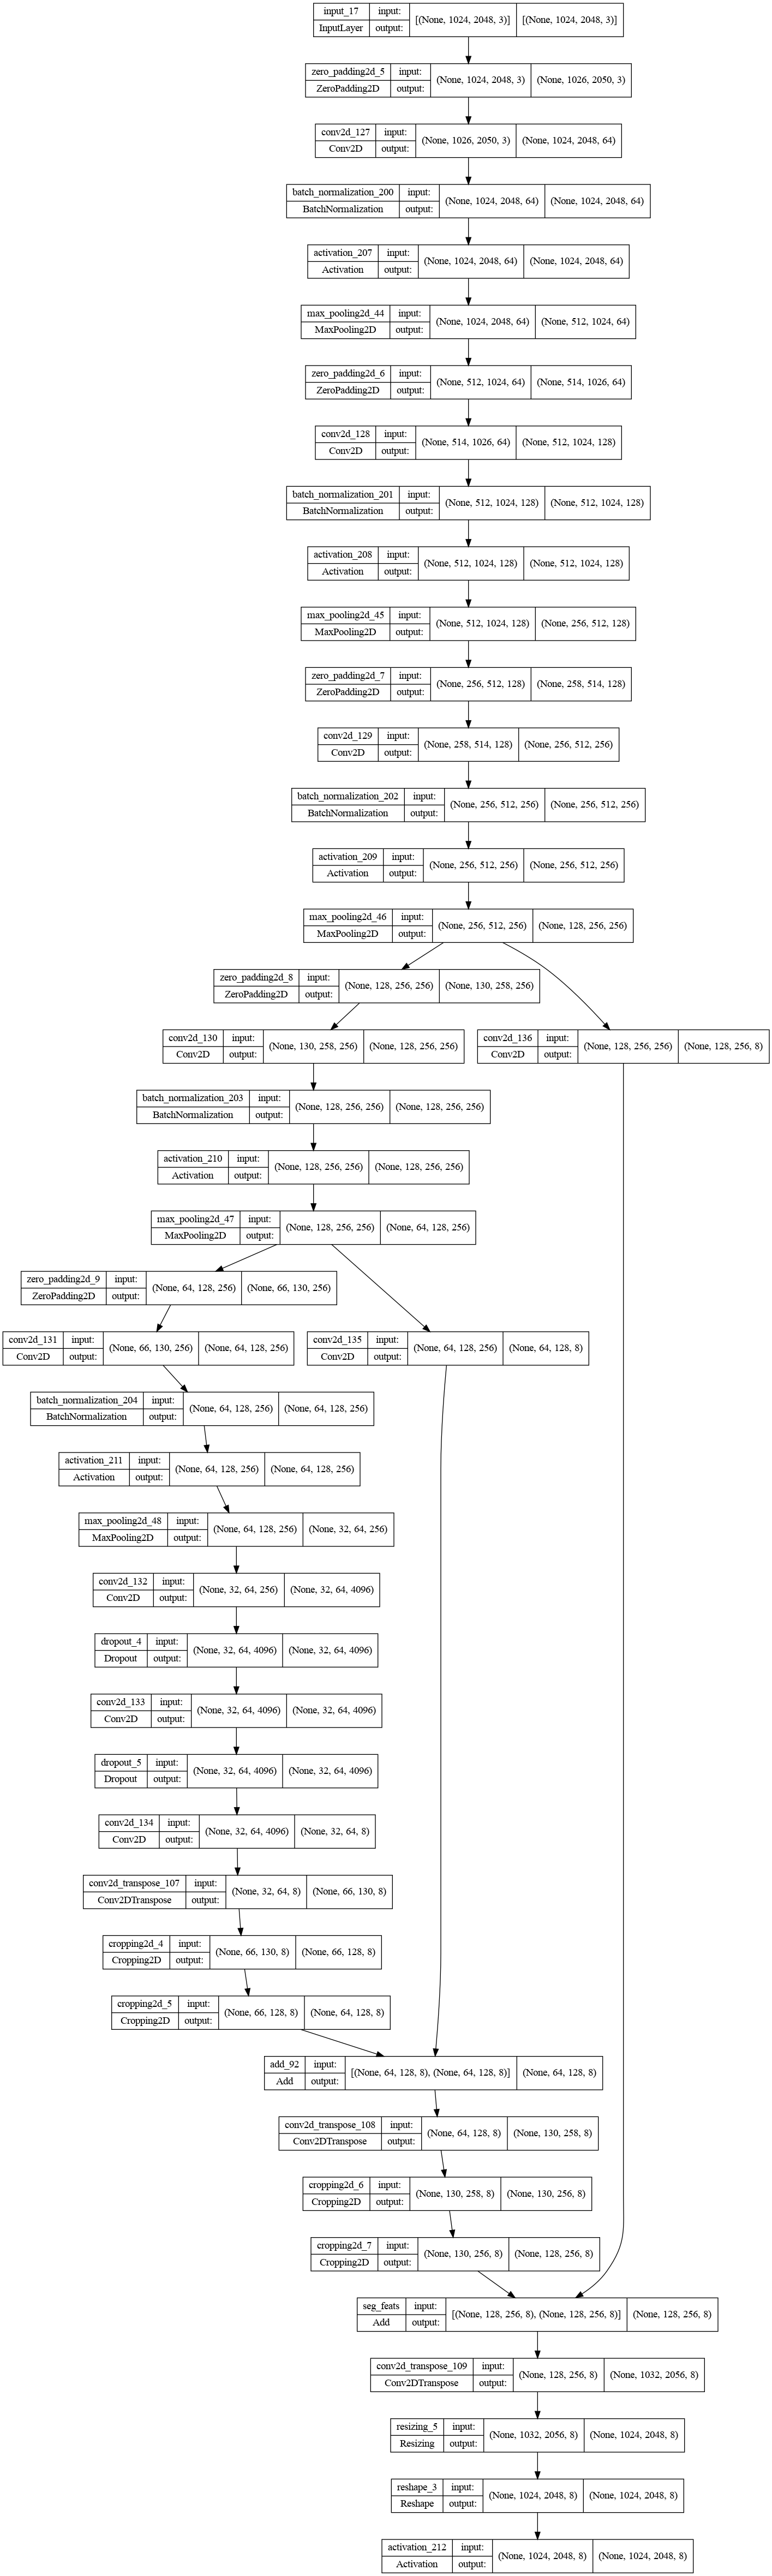 input_17 input: [(None, 1024, 2048, 3)] [(None, 1024, 2048, 3)]
InputLayer output:
zero_padding2d_5 input: (None, 1024, 2048, 3) (None, 1026, 2050, 3)
ZeroPadding2D output:
conv2d_127 input: (None, 1026, 2050, 3) (None, 1024, 2048, 64)
Conv2D output:
batch_normalization_200 input: (None, 1024, 2048, 64) (None, 1024, 2048, 64)
BatchNormalization output:
activation_207 input: (None, 1024, 2048, 64) (None, 1024, 2048, 64)
Activation output:
max_pooling2d_44 input: (None, 1024, 2048, 64) (None, 512, 1024, 64)
MaxPooling2D output:
zero_padding2d_6 input: (None, 512, 1024, 64) (None, 514, 1026, 64)
ZeroPadding2D output:
conv2d_128 input: (None, 514, 1026, 64) (None, 512, 1024, 128)
Conv2D output:
batch_normalization_201 input: (None, 512, 1024, 128) (None, 512, 1024, 128)
BatchNormalization output:
activation_208 input: (None, 512, 1024, 128) (None, 512, 1024, 128)
Activation output:
max_pooling2d_45 input: (None, 512, 1024, 128) (None, 256, 512, 128)
MaxPooling2D output:
zero_padding2d_7 input: (None, 256, 512, 128) (None, 258, 514, 128)
ZeroPadding2D output:
conv2d_129 input: (None, 258, 514, 128) (None, 256, 512, 256)
Conv2D output:
batch_normalization_202 input: (None, 256, 512, 256) (None, 256, 512, 256)
BatchNormalization output:
activation_209 input: (None, 256, 512, 256) (None, 256, 512, 256)
Activation output:
max_pooling2d_46 input: (None, 256, 512, 256) (None, 128, 256, 256)
MaxPooling2D output:
zero_padding2d_8 input: (None, 128, 256, 256) (None, 130, 258, 256)
ZeroPadding2D output:
conv2d_130 input: (None, 130, 258, 256) (None, 128, 256, 256)
Conv2D output:
conv2d_136 input: (None, 128, 256, 256) (None, 128, 256, 8)
Conv2D output:
batch_normalization_203 input: (None, 128, 256, 256) (None, 128, 256, 256)
BatchNormalization output:
activation_210 input: (None, 128, 256, 256) (None, 128, 256, 256)
Activation output:
max_pooling2d_47 input: (None, 128, 256, 256) (None, 64, 128, 256)
MaxPooling2D output:
zero_padding2d_9 input: (None, 64, 128, 256) (None, 66, 130, 256)
ZeroPadding2D output:
conv2d_131 input: (None, 66, 130, 256) (None, 64, 128, 256)
Conv2D output:
conv2d_135 input: (None, 64, 128, 256) (None, 64, 128, 8)
Conv2D output:
batch_normalization_204 input: (None, 64, 128, 256) (None, 64, 128, 256)
BatchNormalization output:
activation_211 input: (None, 64, 128, 256) (None, 64, 128, 256)
Activation output:
max_pooling2d_48 input: (None, 64, 128, 256) (None, 32, 64, 256)
MaxPooling2D output:
conv2d_132 input: (None, 32, 64, 256) (None, 32, 64, 4096)
Conv2D output:
dropout_4 input: (None, 32, 64, 4096) (None, 32, 64, 4096)
Dropout output:
conv2d_133 input: (None, 32, 64, 4096) (None, 32, 64, 4096)
Conv2D output:
dropout_5 input: (None, 32, 64, 4096) (None, 32, 64, 4096)
Dropout output:
conv2d_134 input: (None, 32, 64, 4096) (None, 32, 64, 8)
Conv2D output:
conv2d_transpose_107 input: (None, 32, 64, 8) (None, 66, 130, 8)
Conv2DTranspose output:
cropping2d_4 input: (None, 66, 130, 8) (None, 66, 128, 8)
Cropping2D output:
cropping2d_5 input: (None, 66, 128, 8) (None, 64, 128, 8)
Cropping2D output:
add_92 input: [(None, 64, 128, 8), (None, 64, 128, 8)] (None, 64, 128, 8)
Add output:
conv2d_transpose_108 input: (None, 64, 128, 8) (None, 130, 258, 8)
Conv2DTranspose output:
cropping2d_6 input: (None, 130, 258, 8) (None, 130, 256, 8)
Cropping2D output:
cropping2d_7 input: (None, 130, 256, 8) (None, 128, 256, 8)
Cropping2D output:
seg_feats input: [(None, 128, 256, 8), (None, 128, 256, 8)] (None, 128, 256, 8)
Add output:
conv2d_transpose_109 input: (None, 128, 256, 8) (None, 1032, 2056, 8)
Conv2DTranspose output:
resizing_5 input: (None, 1032, 2056, 8) (None, 1024, 2048, 8)
Resizing output:
reshape_3 input: (None, 1024, 2048, 8) (None, 1024, 2048, 8)
Reshape output:
activation_212 input: (None, 1024, 2048, 8) (None, 1024, 2048, 8)
Activation output: